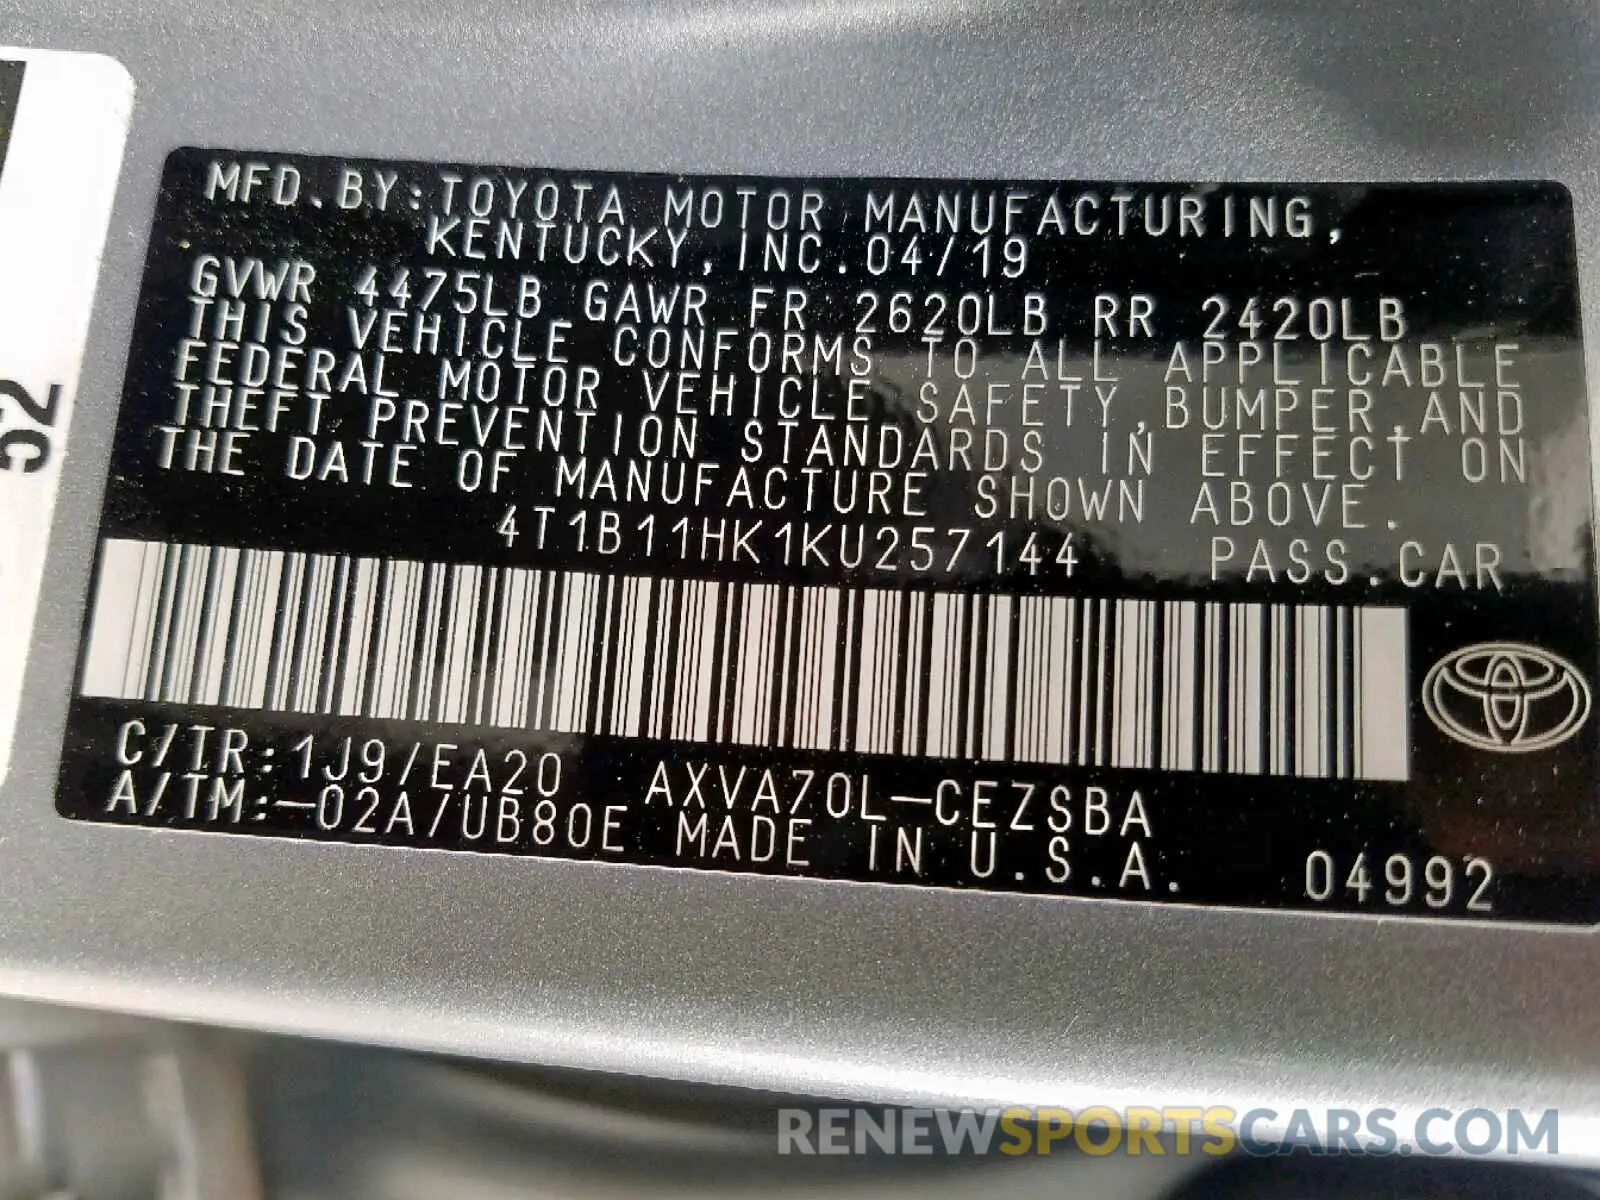 MFD.BY:TOYOTA MOTOR MANUFACTURING,
KENTUCKY,INC.04/19
GVWR 4475LB GAWR FR 2620LB RR 2420LB
THIS VEHICLE CONFORMS TO ALL APPLICABLE
FEDERAL MOTOR VEHICLE SAFETY,BUMPER,AND
THEFT PREVENTION STANDARDS IN EFFECT ON
THE DATE OF MANUFACTURE SHOWN ABOVE.
4T1B11HK1KU257144 PASS.CAR
C/TR:1J9/EA20 AXVA70L-CEZSBA
A/TM:-02A/UB80E MADE IN U.S.A. 04992
52
RENEWSPORTSCARS.COM